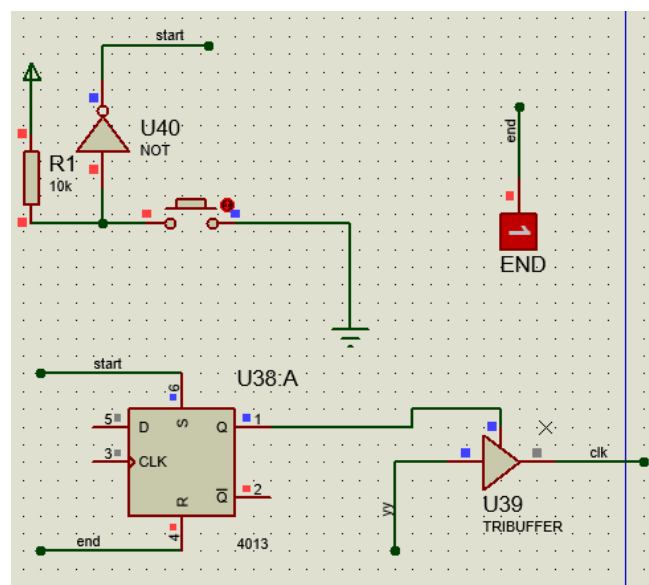 start
U40
NOT
R1
10k
end
1
END
start
U38:A
6
5
D
S
Q
1
3
CLK
R
Q
2
4
end
4013
clk
yy
U39
TRIBUFFER